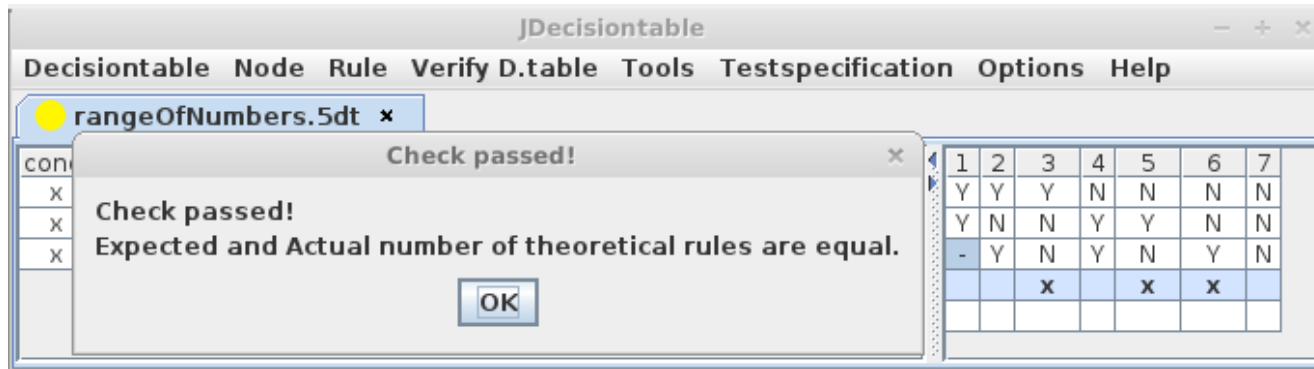 JDecisiontable
Decisiontable Node Rule Verify D.table Tools Testspecification Options Help
rangeOfNumbers.5dt ×
Check passed! ×
Check passed!
Expected and Actual number of theoretical rules are equal.
OK
con
x
x
x
1 2 3 4 5 6 7
Y Y Y N N N N
Y N N Y Y N N
- Y N Y N Y N
x x x